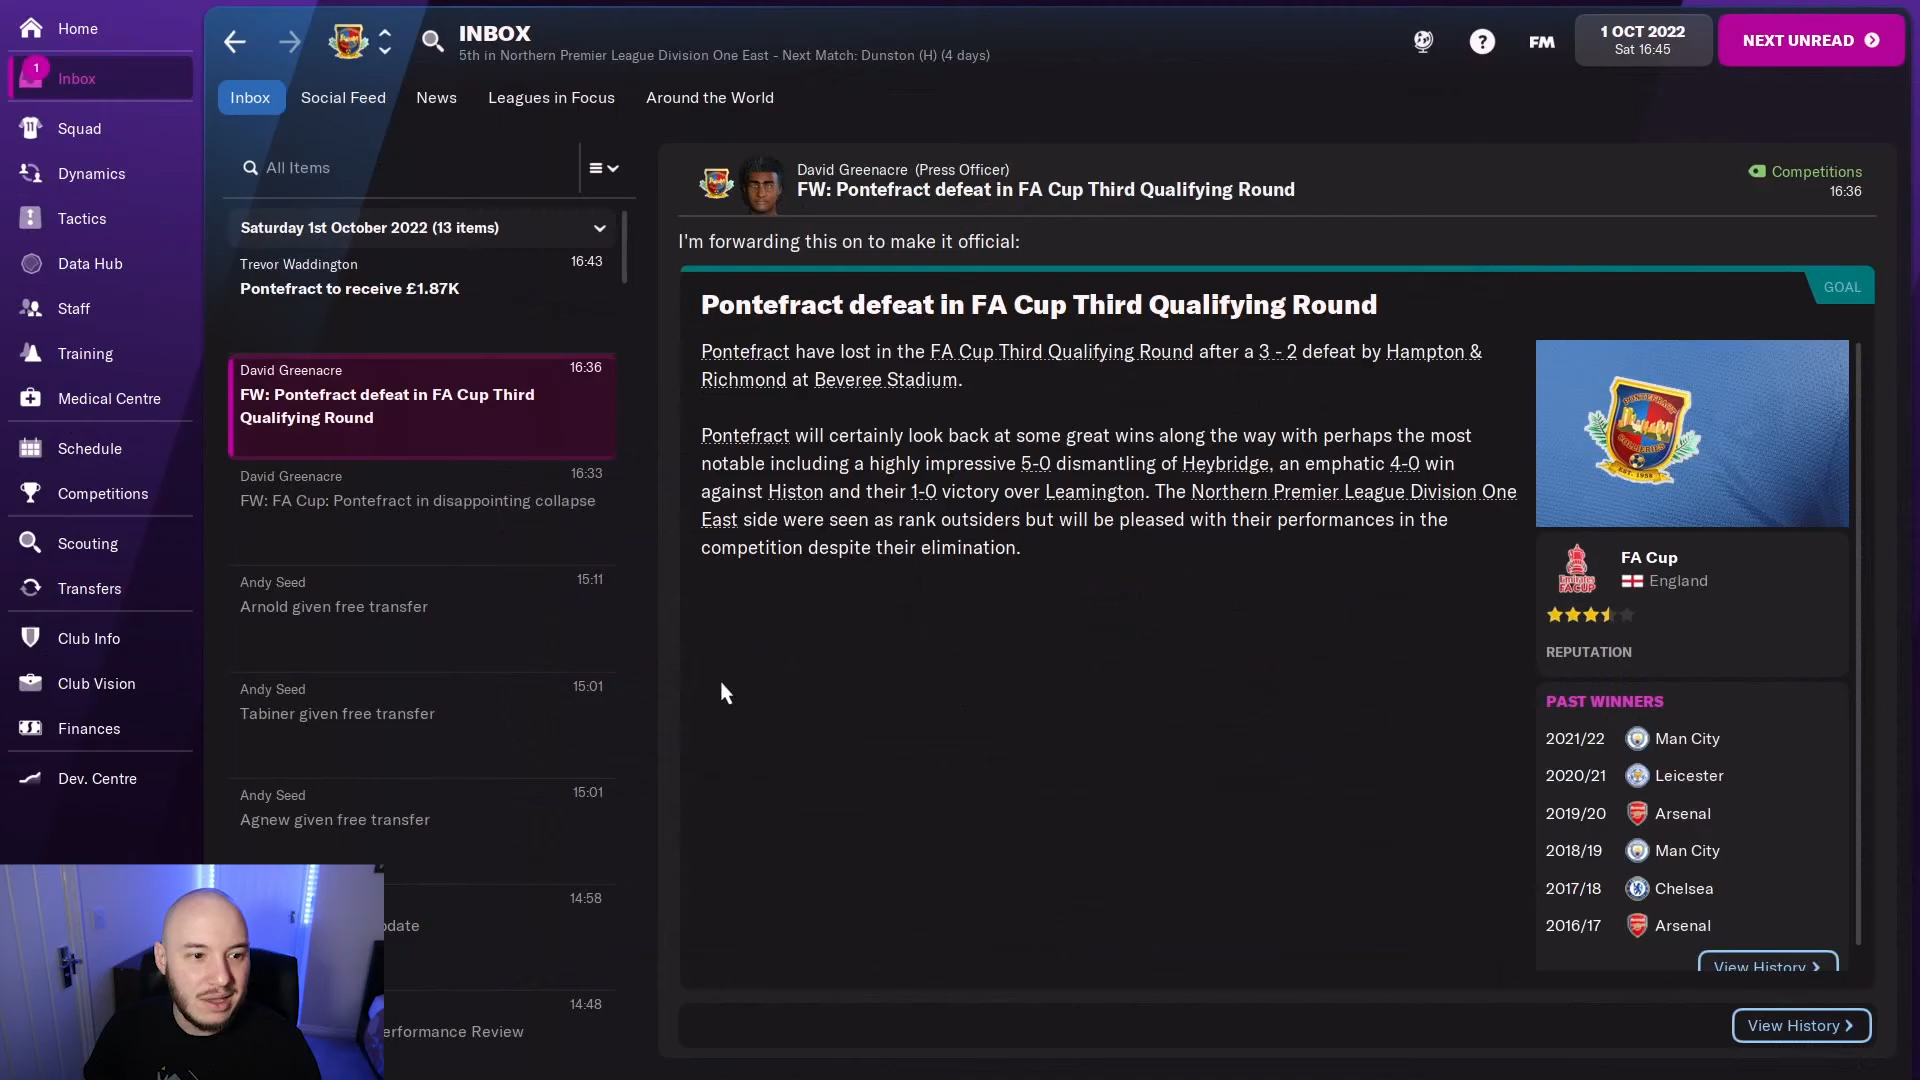 Home
1
Inbox
Squad
Dynamics
Tactics
Data Hub
Staff
Training
Medical Centre
Schedule
Competitions
Scouting
Transfers
Club Info
Club Vision
Finances
Dev. Centre
INBOX
5th in Northern Premier League Division One East - Next Match: Dunston (H) (4 days)
?
FM
1 OCT 2022
Sat 16:45
NEXT UNREAD
Inbox
Social Feed
News
Leagues in Focus
Around the World
All Items
Saturday 1st October 2022 (13 items)
Trevor Waddington
16:43
Pontefract to receive £1.87K
David Greenacre
16:36
FW: Pontefract defeat in FA Cup Third
Qualifying Round
David Greenacre
16:33
FW: FA Cup: Pontefract in disappointing collapse
Andy Seed
15:11
Arnold given free transfer
Andy Seed
15:01
Tabiner given free transfer
Andy Seed
15:01
Agnew given free transfer
14:58
14:48
erformance Review
David Greenacre (Press Officer)
FW: Pontefract defeat in FA Cup Third Qualifying Round
Competitions
16:36
I'm forwarding this on to make it official:
GOAL
Pontefract defeat in FA Cup Third Qualifying Round
Pontefract have lost in the FA Cup Third Qualifying Round after a 3 - 2 defeat by Hampton &
Richmond at Beveree Stadium.
Pontefract will certainly look back at some great wins along the way with perhaps the most
notable including a highly impressive 5-0 dismantling of Heybridge, an emphatic 4-0 win
against Histon and their 1-0 victory over Leamington. The Northern Premier League Division One
East side were seen as rank outsiders but will be pleased with their performances in the
competition despite their elimination.
PONTEFRACT
COLLIERIES
EST. 1958
Emirates
FA CUP
FA Cup
England
REPUTATION
PAST WINNERS
2021/22 Man City
2020/21 Leicester
2019/20 Arsenal
2018/19 Man City
2017/18 Chelsea
2016/17 Arsenal
View History
View History